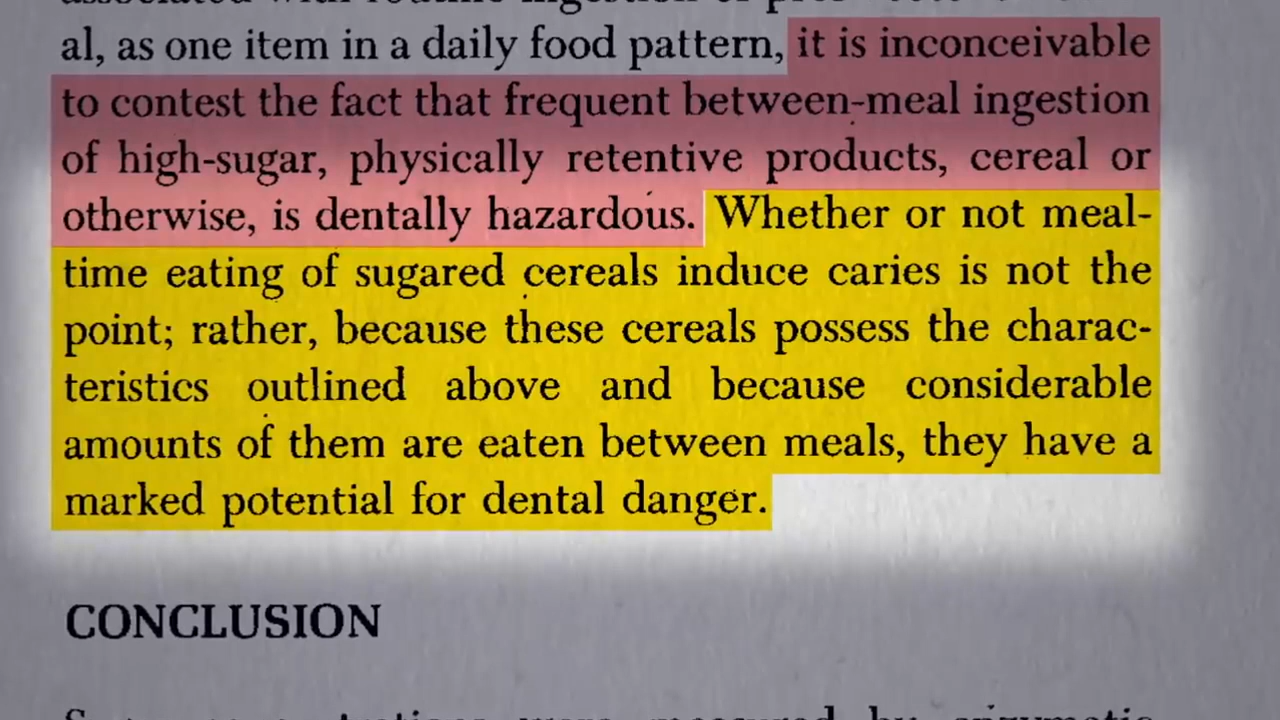 al, as one item in a daily food pattern, it is inconceivable
to contest the fact that frequent between-meal ingestion
of high-sugar, physically retentive products, cereal or
otherwise, is dentally hazardous. Whether or not meal-
time eating of sugared cereals induce caries is not the
point; rather, because these cereals possess the charac-
teristics outlined above and because considerable
amounts of them are eaten between meals, they have a
marked potential for dental danger.
CONCLUSION